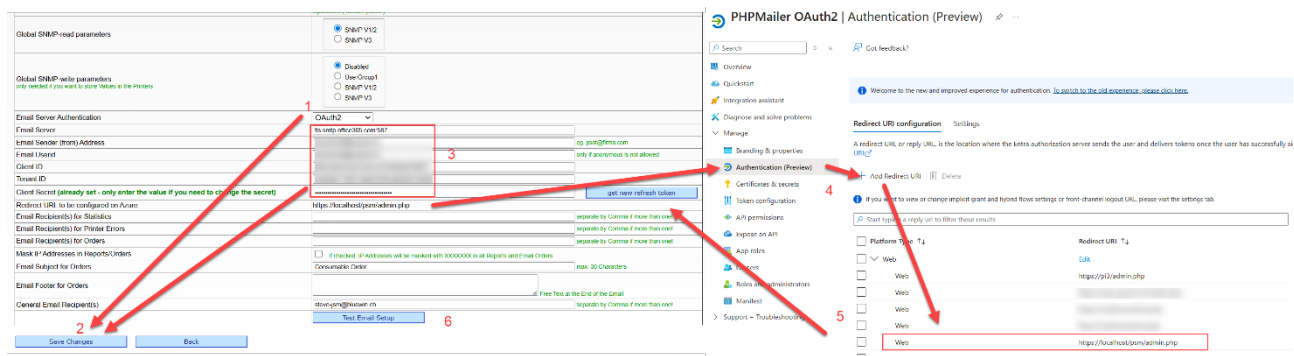 Global SNMP-read parameters
SNMP V1/2
SNMP V3
Global SNMP-write parameters
only needed if you want to store Values in the Printers
Disabled
Use Group1
SNMP V1/2
SNMP V3
1
Email Server Authentication
OAuth2
Email Server
tls.smtp.office365.com:587
Email Sender (from) Address
Email Userid
only if anonymous is not allowed
3
Client ID
Tenant ID
Client Secret (already set - only enter the value if you need to change the secret)
get new refresh token
Redirect URL to be configured on Azure
https://localhost/psm/admin.php
Email Recipient(s) for Statistics
separate by Comma if more than one!
Email Recipient(s) for Printer Errors
separate by Comma if more than one!
Email Recipient(s) for Orders
separate by Comma if more than one!
Mask IP Addresses in Reports/Orders
If checked, IP Addresses will be masked with XXXXXXX in all Reports and Email Orders
Email Subject for Orders
Consumable Order
max. 30 Characters
Email Footer for Orders
Free Text at the End of the Email
General Email Recipient(s)
separate by Comma if more than one!
2
Test Email Setup
6
Save Changes
Back
PHPMailer OAuth2 | Authentication (Preview)
Search
Got feedback?
Overview
Quickstart
Integration assistant
Diagnose and solve problems
Manage
Branding & properties
Authentication (Preview)
Certificates & secrets
Token configuration
API permissions
Expose an API
App roles
Owners
Roles and administrators
Manifest
Support + Troubleshooting
4
5
Welcome to the new and improved experience for authentication. To switch to the old experience, please click here.
Redirect URI configuration
Settings
A redirect URI, or reply URL, is the location where the Entra authorization server sends the user and delivers tokens once the user has successfully
URI
Add Redirect URI
Delete
If you want to view or change implicit grant and hybrid flows settings or front-channel logout URL, please visit the settings tab.
Start typing a reply url to filter these results
Platform Type
Redirect URI
Web
Edit
Web
https://pi3/admin.php
Web
Web
Web
Web
https://localhost/psm/admin.php